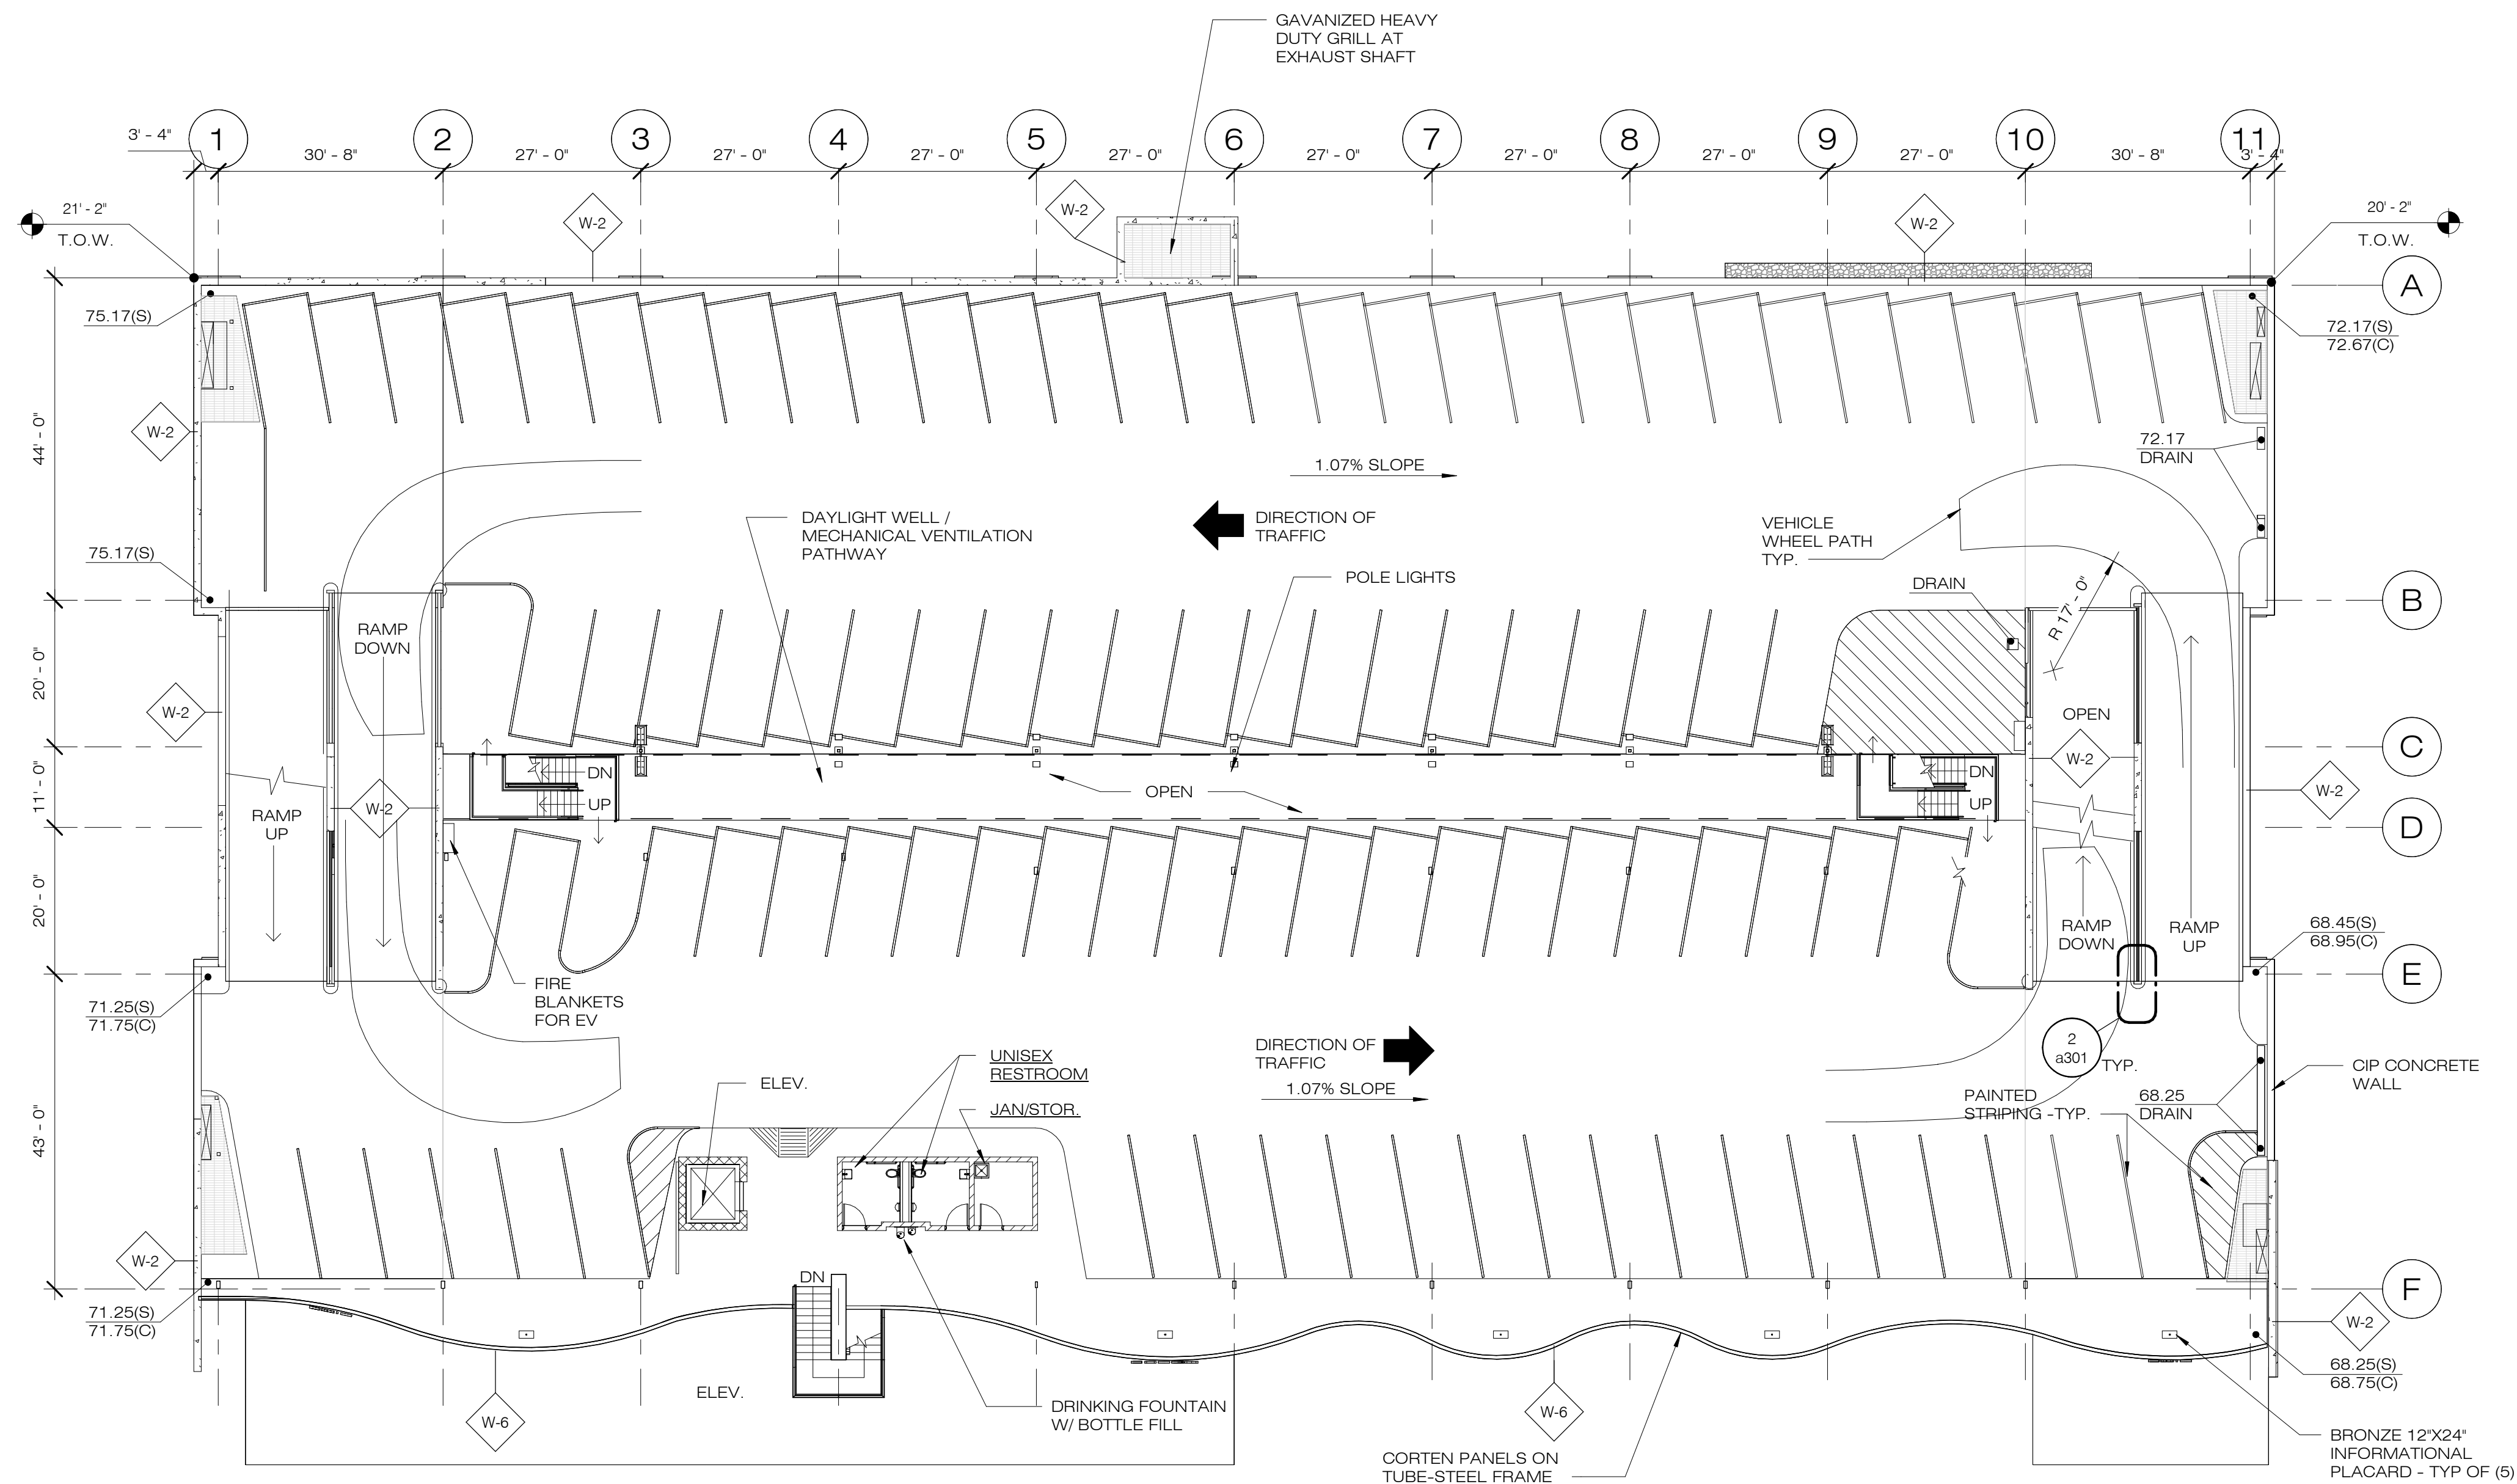 GAVANIZED HEAVY
DUTY GRILL AT
EXHAUST SHAFT
1
2
3
4
5
6
7
8
9
10
11
3' - 4"
30' - 8"
27' - 0"
27' - 0"
27' - 0"
27' - 0"
27' - 0"
27' - 0"
27' - 0"
27' - 0"
30' - 8"
3' - 4"
21' - 2"
T.O.W.
W-2
W-2
W-2
20' - 2"
T.O.W.
A
75.17(S)
72.17(S)
72.67(C)
44' - 0"
W-2
72.17
DRAIN
1.07% SLOPE
DAYLIGHT WELL /
MECHANICAL VENTILATION
PATHWAY
DIRECTION OF
TRAFFIC
VEHICLE
WHEEL PATH
TYP.
75.17(S)
POLE LIGHTS
DRAIN
R 17' - 0"
B
RAMP
DOWN
20' - 0"
W-2
OPEN
C
W-2
DN
UP
OPEN
DN
UP
11' - 0"
W-2
W-2
RAMP
UP
D
20' - 0"
RAMP
DOWN
RAMP
UP
68.45(S)
68.95(C)
E
FIRE
BLANKETS
FOR EV
71.25(S)
71.75(C)
DIRECTION OF
TRAFFIC
1.07% SLOPE
2
a301
TYP.
UNISEX
RESTROOM
ELEV.
JAN/STOR.
CIP CONCRETE
WALL
PAINTED
STRIPING -TYP.
68.25
DRAIN
43' - 0"
W-2
DN
F
71.25(S)
71.75(C)
W-2
68.25(S)
68.75(C)
ELEV.
W-6
DRINKING FOUNTAIN
W/ BOTTLE FILL
W-6
CORTEN PANELS ON
TUBE-STEEL FRAME
BRONZE 12"X24"
INFORMATIONAL
PLACARD - TYP OF (5)